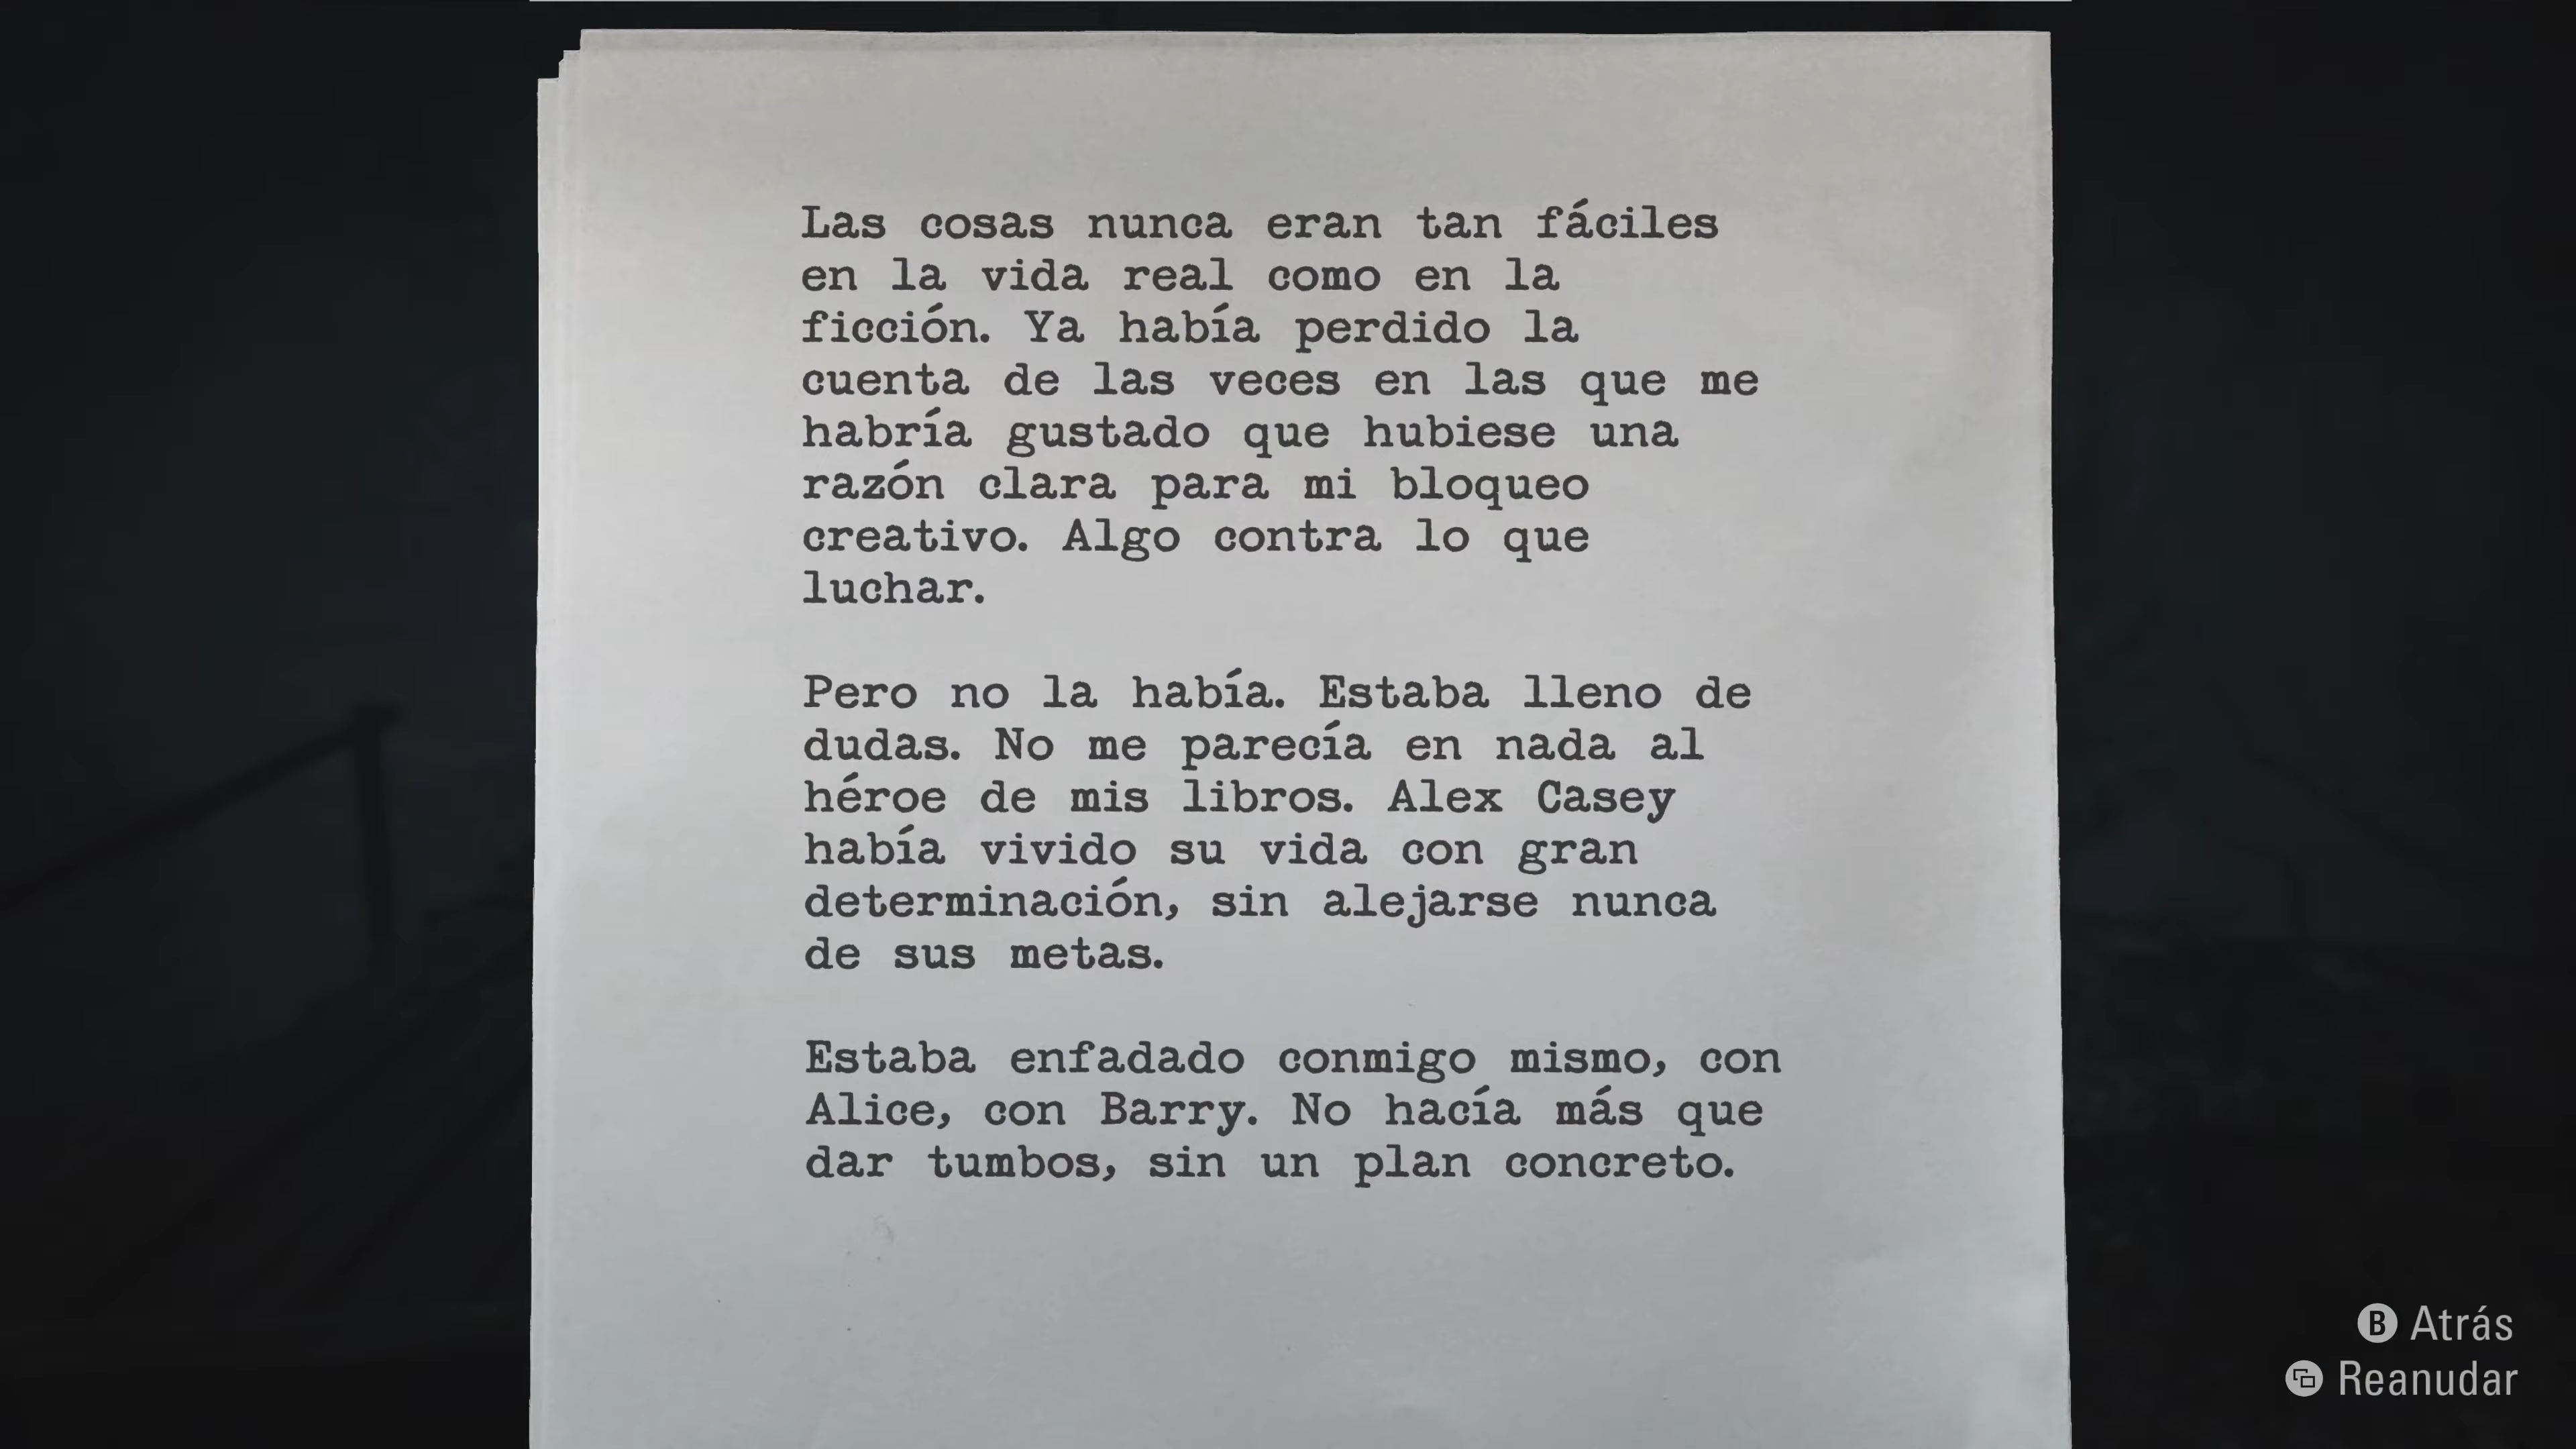 Las cosas nunca eran tan fáciles
en la vida real como en la
ficción. Ya había perdido la
cuenta de las veces en las que me
habría gustado que hubiese una
razón clara para mi bloqueo
creativo. Algo contra lo que
luchar.
Pero no la había. Estaba lleno de
dudas. No me parecía en nada al
héroe de mis libros. Alex Casey
había vivido su vida con gran
determinación, sin alejarse nunca
de sus metas.
Estaba enfadado conmigo mismo, con
Alice, con Barry. No hacía más que
dar tumbos, sin un plan concreto.
B Atrás
Reanudar